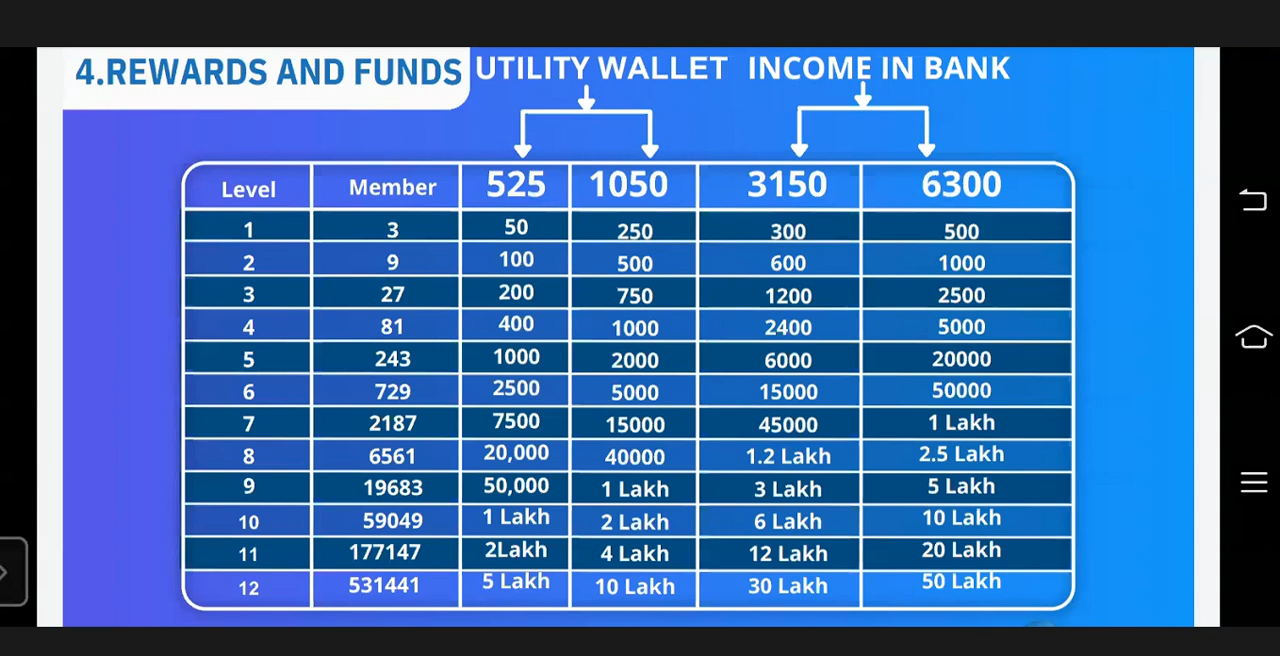 4.REWARDS AND FUNDS UTILITY WALLET INCOME IN BANK
Level Member 525 1050 3150 6300
1 3 50 250 300 500
2 9 100 500 600 1000
3 27 200 750 1200 2500
4 81 400 1000 2400 5000
5 243 1000 2000 6000 20000
6 729 2500 5000 15000 50000
7 2187 7500 15000 45000 1 Lakh
8 6561 20,000 40000 1.2 Lakh 2.5 Lakh
9 19683 50,000 1 Lakh 3 Lakh 5 Lakh
10 59049 1 Lakh 2 Lakh 6 Lakh 10 Lakh
11 177147 2Lakh 4 Lakh 12 Lakh 20 Lakh
12 531441 5 Lakh 10 Lakh 30 Lakh 50 Lakh